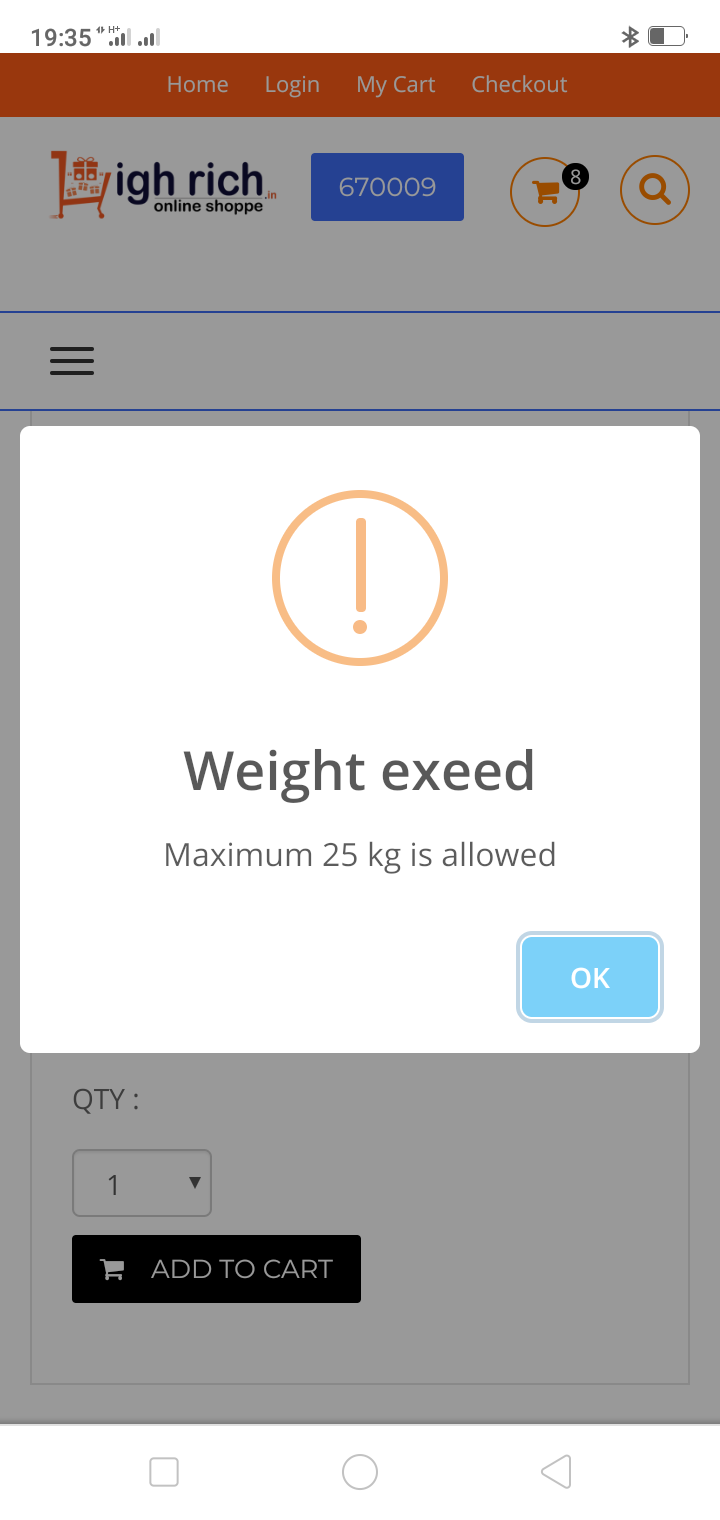 19:35 H+
Home Login My Cart Checkout
igh rich.in
online shoppe
670009
8
Weight exeed
Maximum 25 kg is allowed
OK
QTY :
1
ADD TO CART